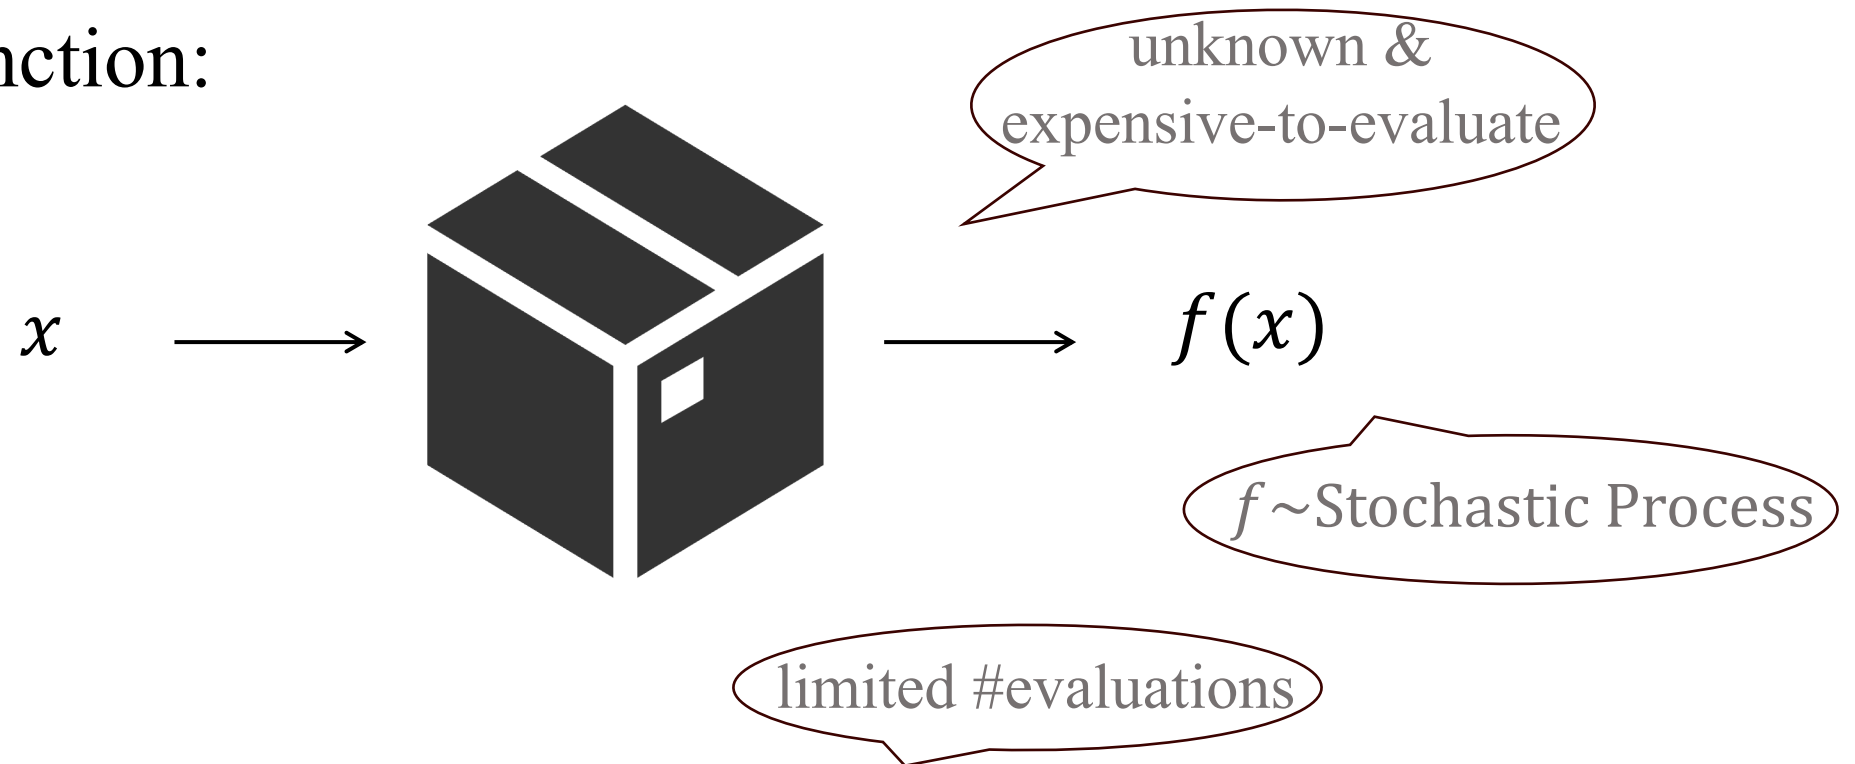 nction:
unknown &
expensive-to-evaluate
x
f(x)
f~Stochastic Process
limited #evaluations